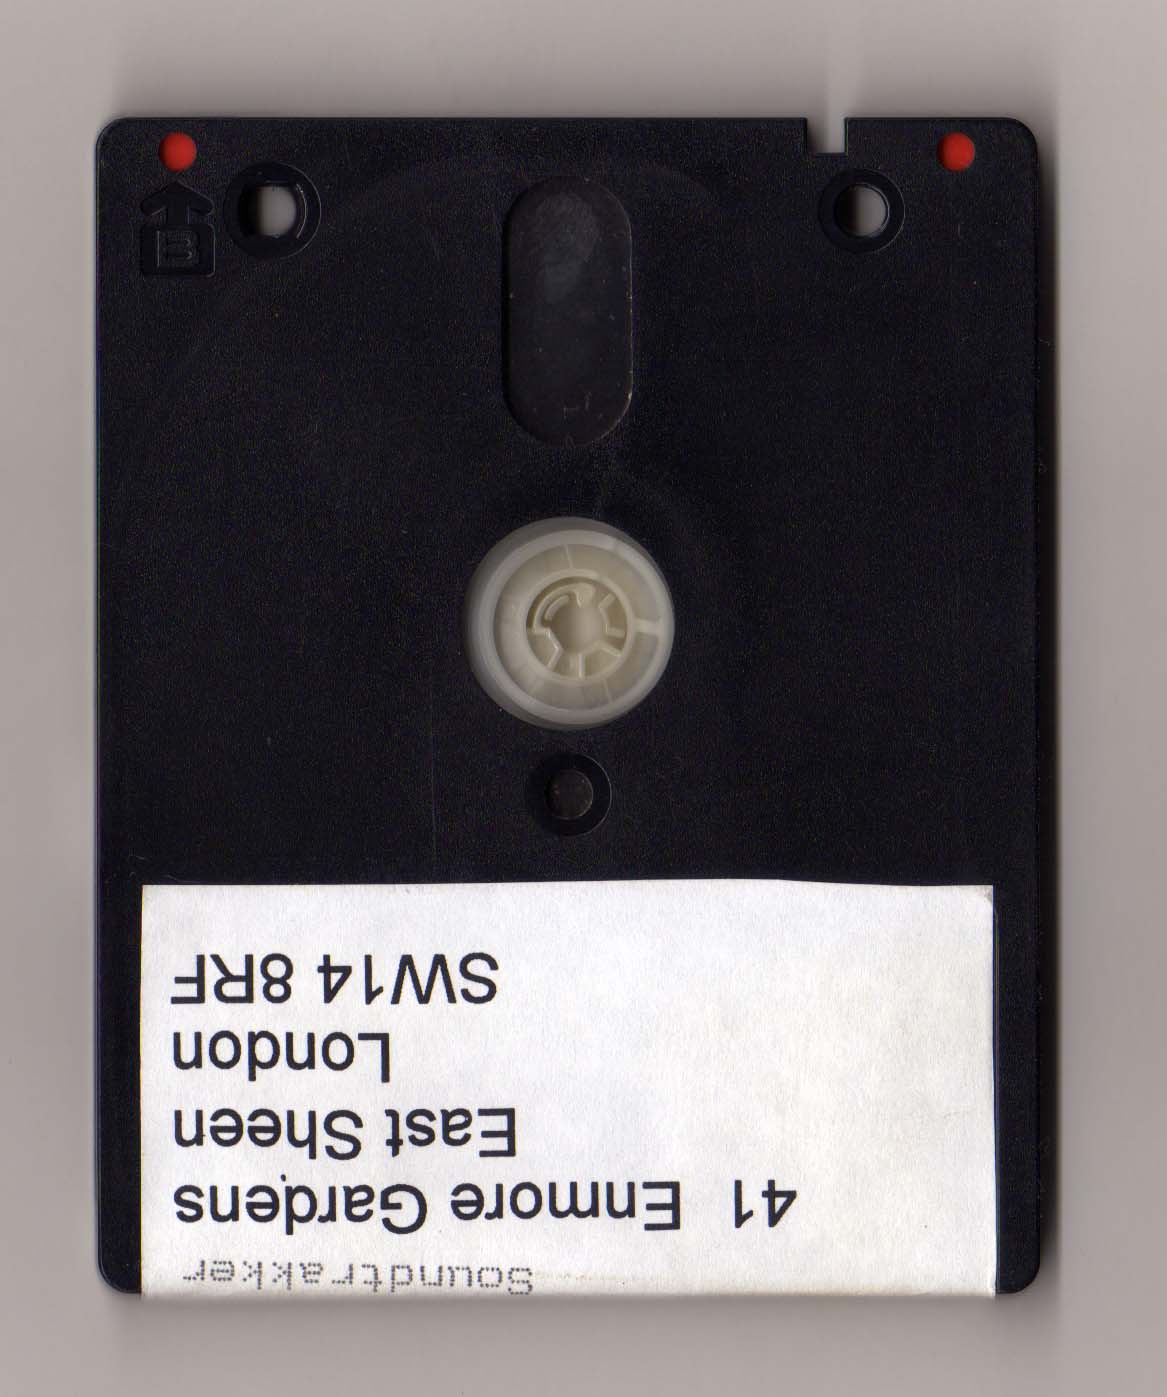 Soundtrakker
41 Enmore Gardens
East Sheen
London
SW14 8RF
B